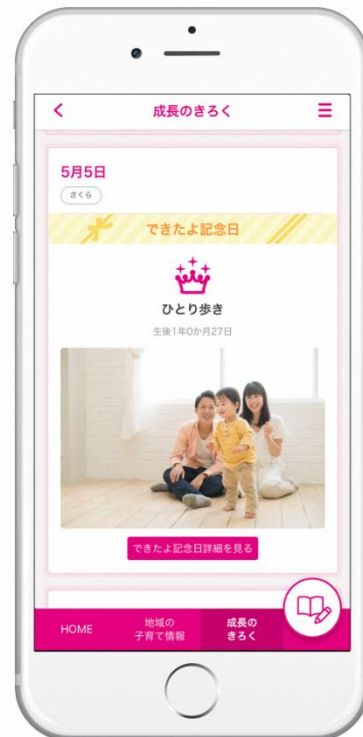 成長のきろく
5月5日
さくら
できたよ記念日
ひとり歩き
生後1年0か月27日
できたよ記念日詳細を見る
HOME
地域の
子育て情報
成長の
きろく